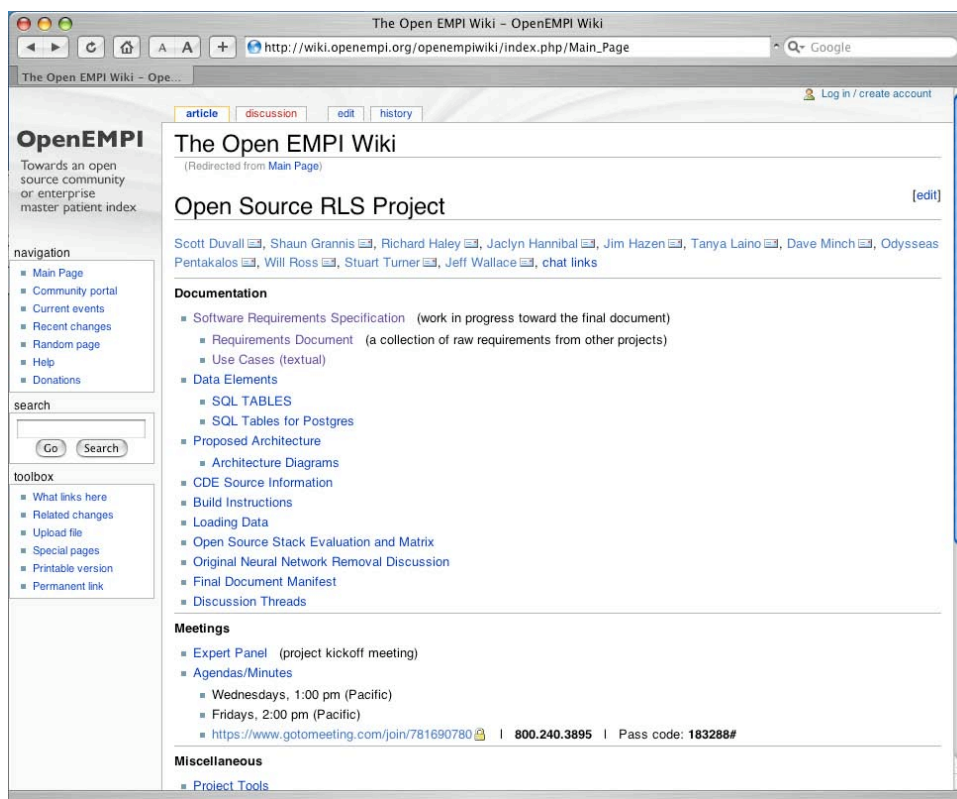 The Open EMPI Wiki – OpenEMPI Wiki
A A + http://wiki.openempi.org/openempiwiki/index.php/Main_Page Google
The Open EMPI Wiki – Ope...
Log in / create account
article discussion edit history
OpenEMPI
Towards an open
source community
or enterprise
master patient index
navigation
Main Page
Community portal
Current events
Recent changes
Random page
Help
Donations
search
Go Search
toolbox
What links here
Related changes
Upload file
Special pages
Printable version
Permanent link
The Open EMPI Wiki
(Redirected from Main Page)
[edit]
Open Source RLS Project
Scott Duvall, Shaun Grannis, Richard Haley, Jaclyn Hannibal, Jim Hazen, Tanya Laino, Dave Minch, Odysseas
Pentakalos, Will Ross, Stuart Turner, Jeff Wallace, chat links
Documentation
Software Requirements Specification (work in progress toward the final document)
Requirements Document (a collection of raw requirements from other projects)
Use Cases (textual)
Data Elements
SQL TABLES
SQL Tables for Postgres
Proposed Architecture
Architecture Diagrams
CDE Source Information
Build Instructions
Loading Data
Open Source Stack Evaluation and Matrix
Original Neural Network Removal Discussion
Final Document Manifest
Discussion Threads
Meetings
Expert Panel (project kickoff meeting)
Agendas/Minutes
Wednesdays, 1:00 pm (Pacific)
Fridays, 2:00 pm (Pacific)
https://www.gotomeeting.com/join/781690780 | 800.240.3895 | Pass code: 183288#
Miscellaneous
Project Tools